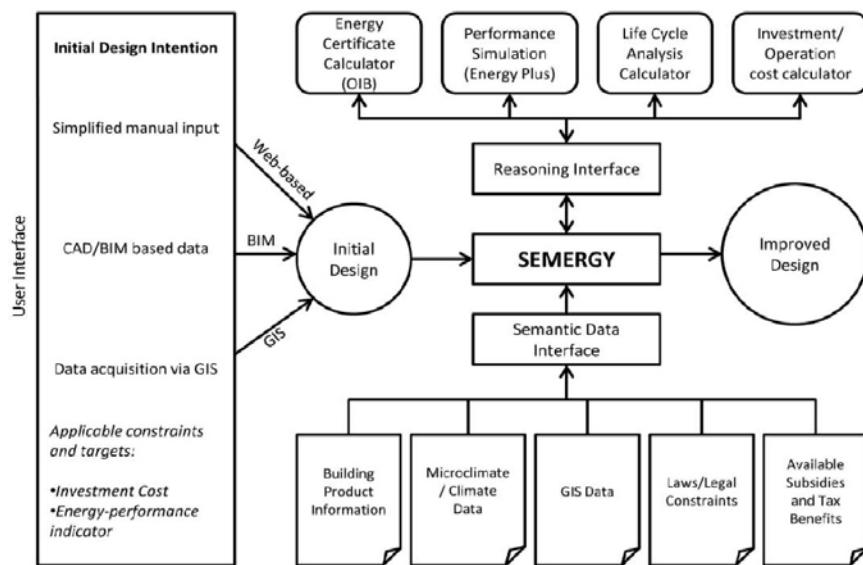 User Interface
Initial Design Intention
Simplified manual input
CAD/BIM based data
Data acquisition via GIS
Applicable constraints
and targets:
•Investment Cost
•Energy-performance
indicator
Web-based
BIM
GIS
Initial
Design
Energy
Certificate
Calculator
(OIB)
Performance
Simulation
(Energy Plus)
Life Cycle
Analysis
Calculator
Investment/
Operation
cost calculator
Reasoning Interface
SEMERGY
Semantic Data
Interface
Improved
Design
Building
Product
Information
Microclimate
/ Climate
Data
GIS Data
Laws/Legal
Constraints
Available
Subsidies
and Tax
Benefits